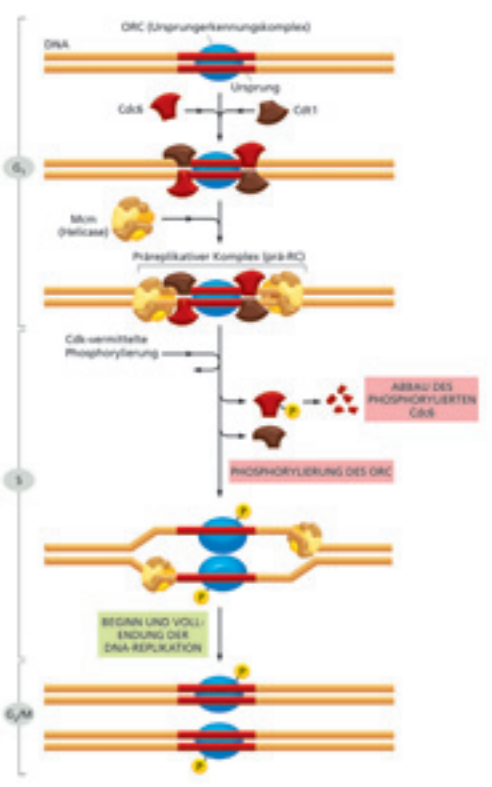 ORC (Ursprungerkennungskomplex)
DNA
Ursprung
Cdc6
Cdt1
G₁
Mcm
(Helicase)
Präreplikativer Komplex (prä-RC)
Cdk-vermittelte
Phosphorylierung
P
ABBAU DES
PHOSPHORYLIERTEN
Cdc6
PHOSPHORYLIERUNG DES ORC
S
P
P
BEGINN UND VOLL-
ENDUNG DER
DNA-REPLIKATION
P
G₂/M
P